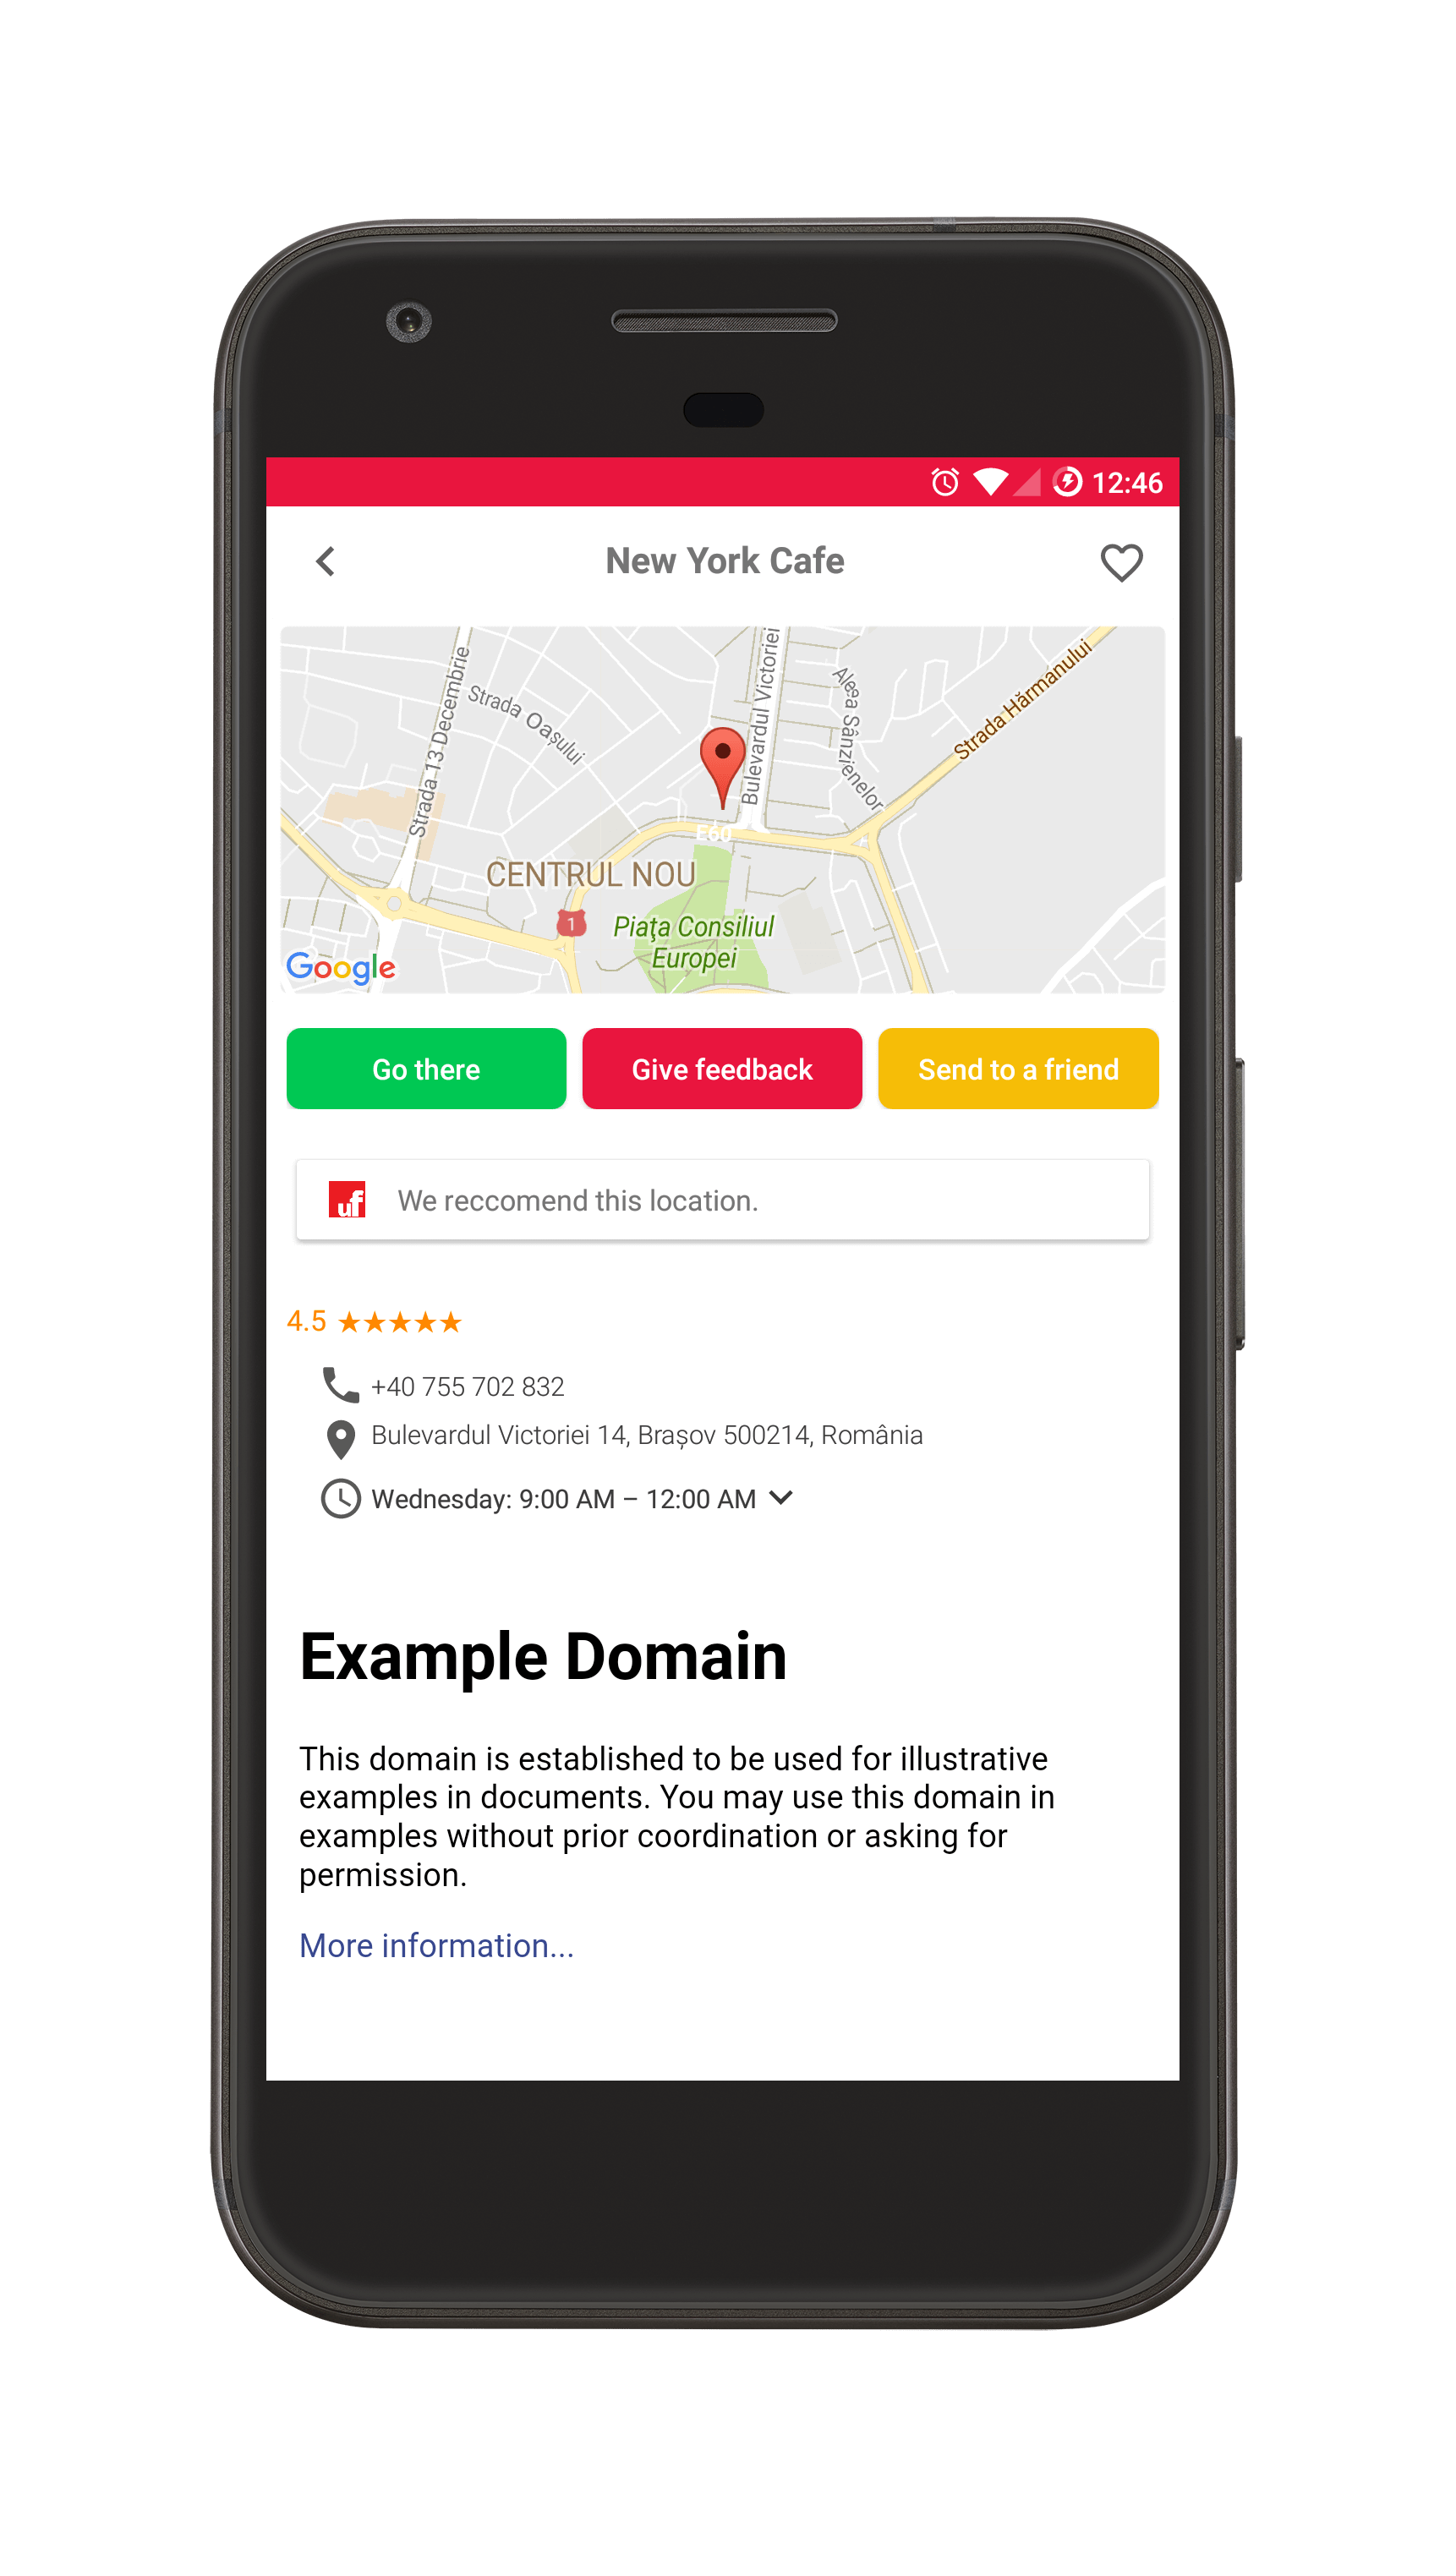 12:46
New York Cafe
Strada 13 Decembrie
Strada Oașului
Bulevardul Victoriei
Aleea Sânzienelor
Strada Hărmanului
E60
CENTRUL NOU
1
Piața Consiliul
Europei
Google
Go there
Give feedback
Send to a friend
uf
We reccomend this location.
4.5 ★★★★★
+40 755 702 832
Bulevardul Victoriei 14, Brașov 500214, România
Wednesday: 9:00 AM – 12:00 AM
Example Domain
This domain is established to be used for illustrative
examples in documents. You may use this domain in
examples without prior coordination or asking for
permission.
More information...